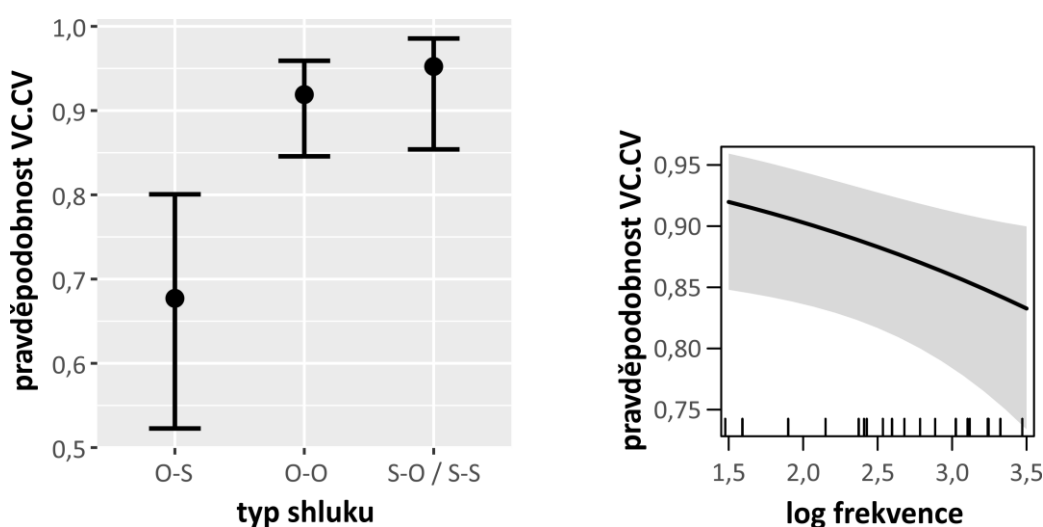 pravděpodobnost VC.CV
1,0
0,9
0,8
0,7
0,6
0,5
O-S O-O S-O / S-S
typ shluku
pravděpodobnost VC.CV
0,95
0,90
0,85
0,80
0,75
1,5 2,0 2,5 3,0 3,5
log frekvence